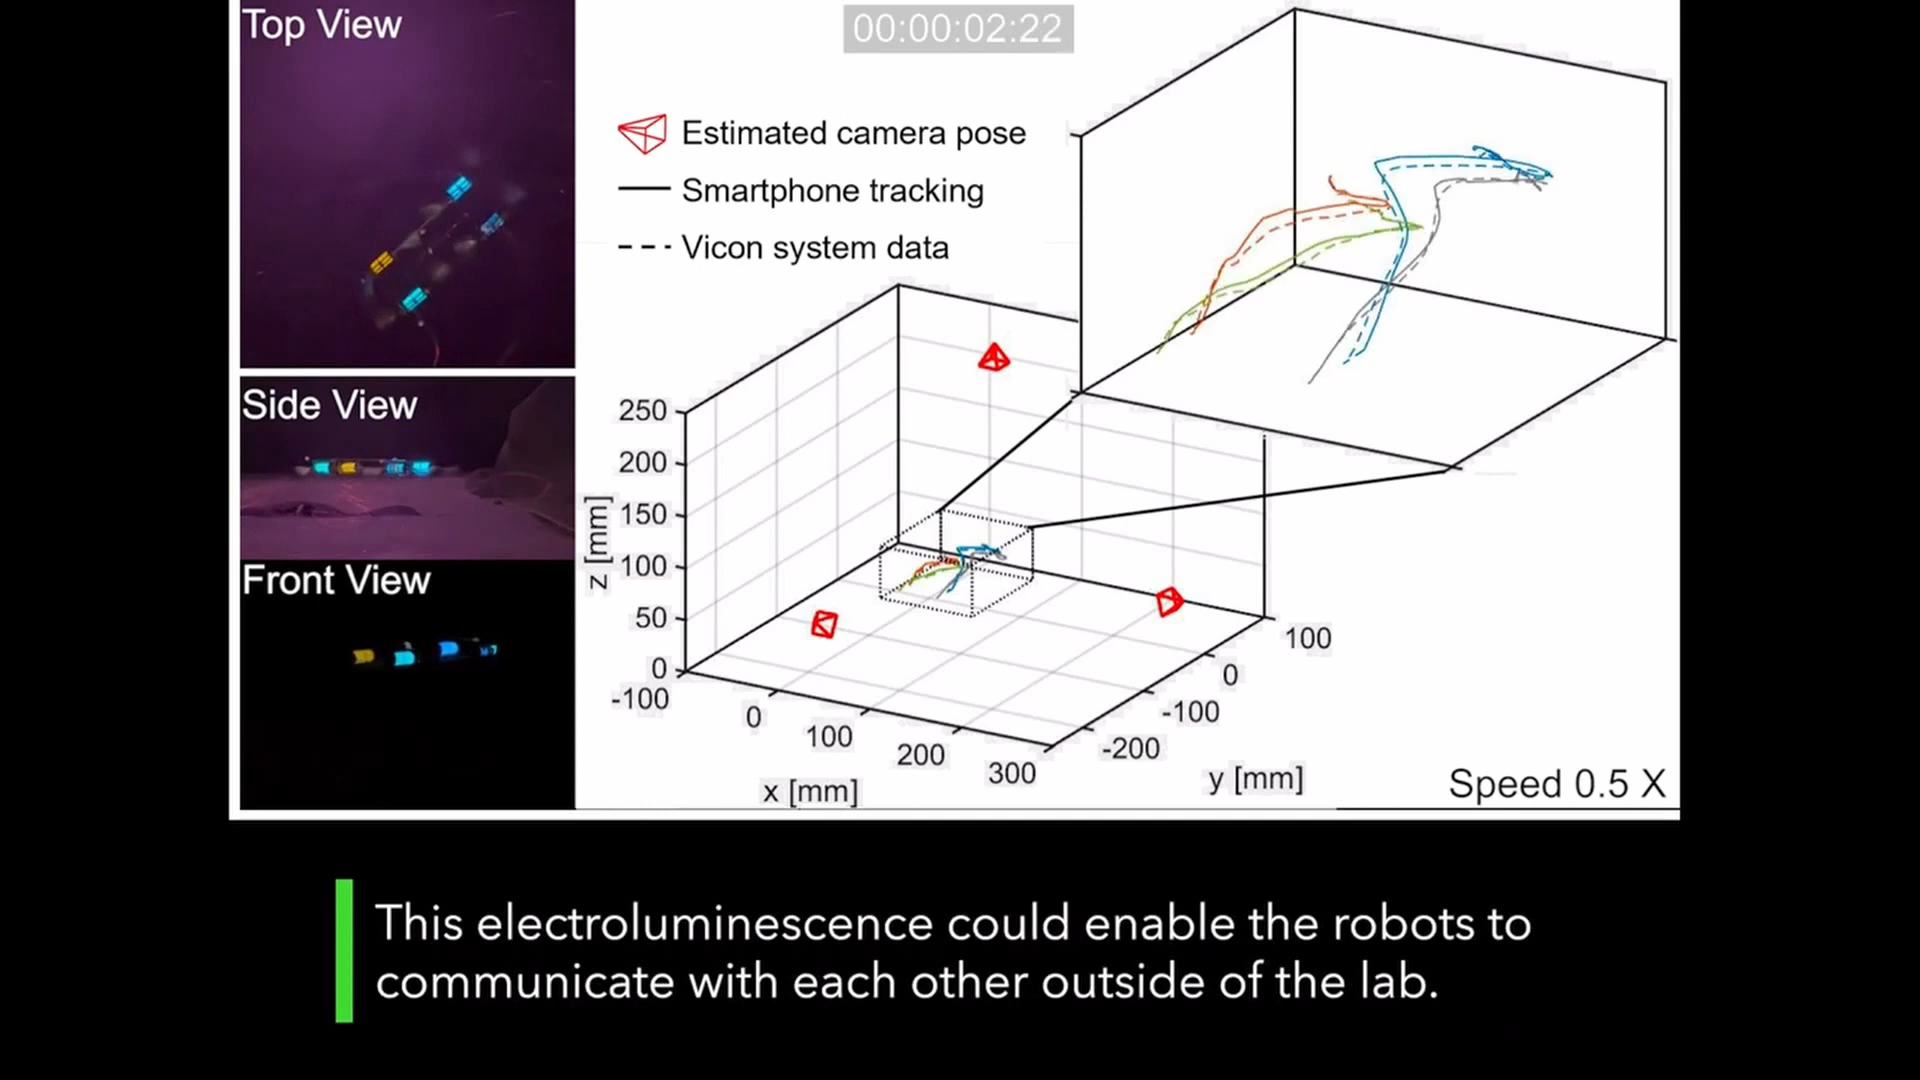 Top View
00:00:02:22
Estimated camera pose
Smartphone tracking
Vicon system data
Side View
Front View
250
200
150
100
50
0
z [mm]
-100
0
100
200
300
x [mm]
100
0
-100
-200
y [mm]
Speed 0.5 X
This electroluminescence could enable the robots to
communicate with each other outside of the lab.